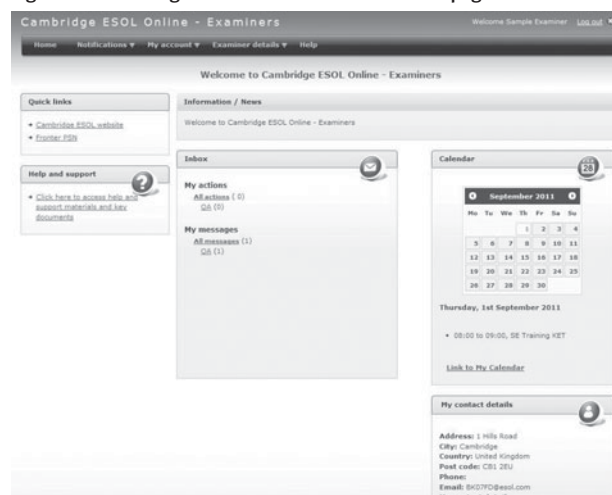 Cambridge ESOL Online - Examiners
Welcome Sample Examiner Log out
Home Notifications ▼ My account ▼ Examiner details ▼ Help
Welcome to Cambridge ESOL Online - Examiners
Quick links
Cambridge ESOL website
Fronter PSN
Help and support
Click here to access help and
support materials and key
documents
Information / News
Welcome to Cambridge ESOL Online - Examiners
Inbox
My actions
All actions ( 0)
QA (0)
My messages
All messages (1)
QA (1)
Calendar
28
September 2011
Mo Tu We Th Fr Sa Su
1 2 3 4
5 6 7 8 9 10 11
12 13 14 15 16 17 18
19 20 21 22 23 24 25
26 27 28 29 30
Thursday, 1st September 2011
08:00 to 09:00, SE Training KET
Link to My Calendar
My contact details
Address: 1 Hills Road
City: Cambridge
Country: United Kingdom
Post code: CB1 2EU
Phone:
Email: BK07FD@esol.com